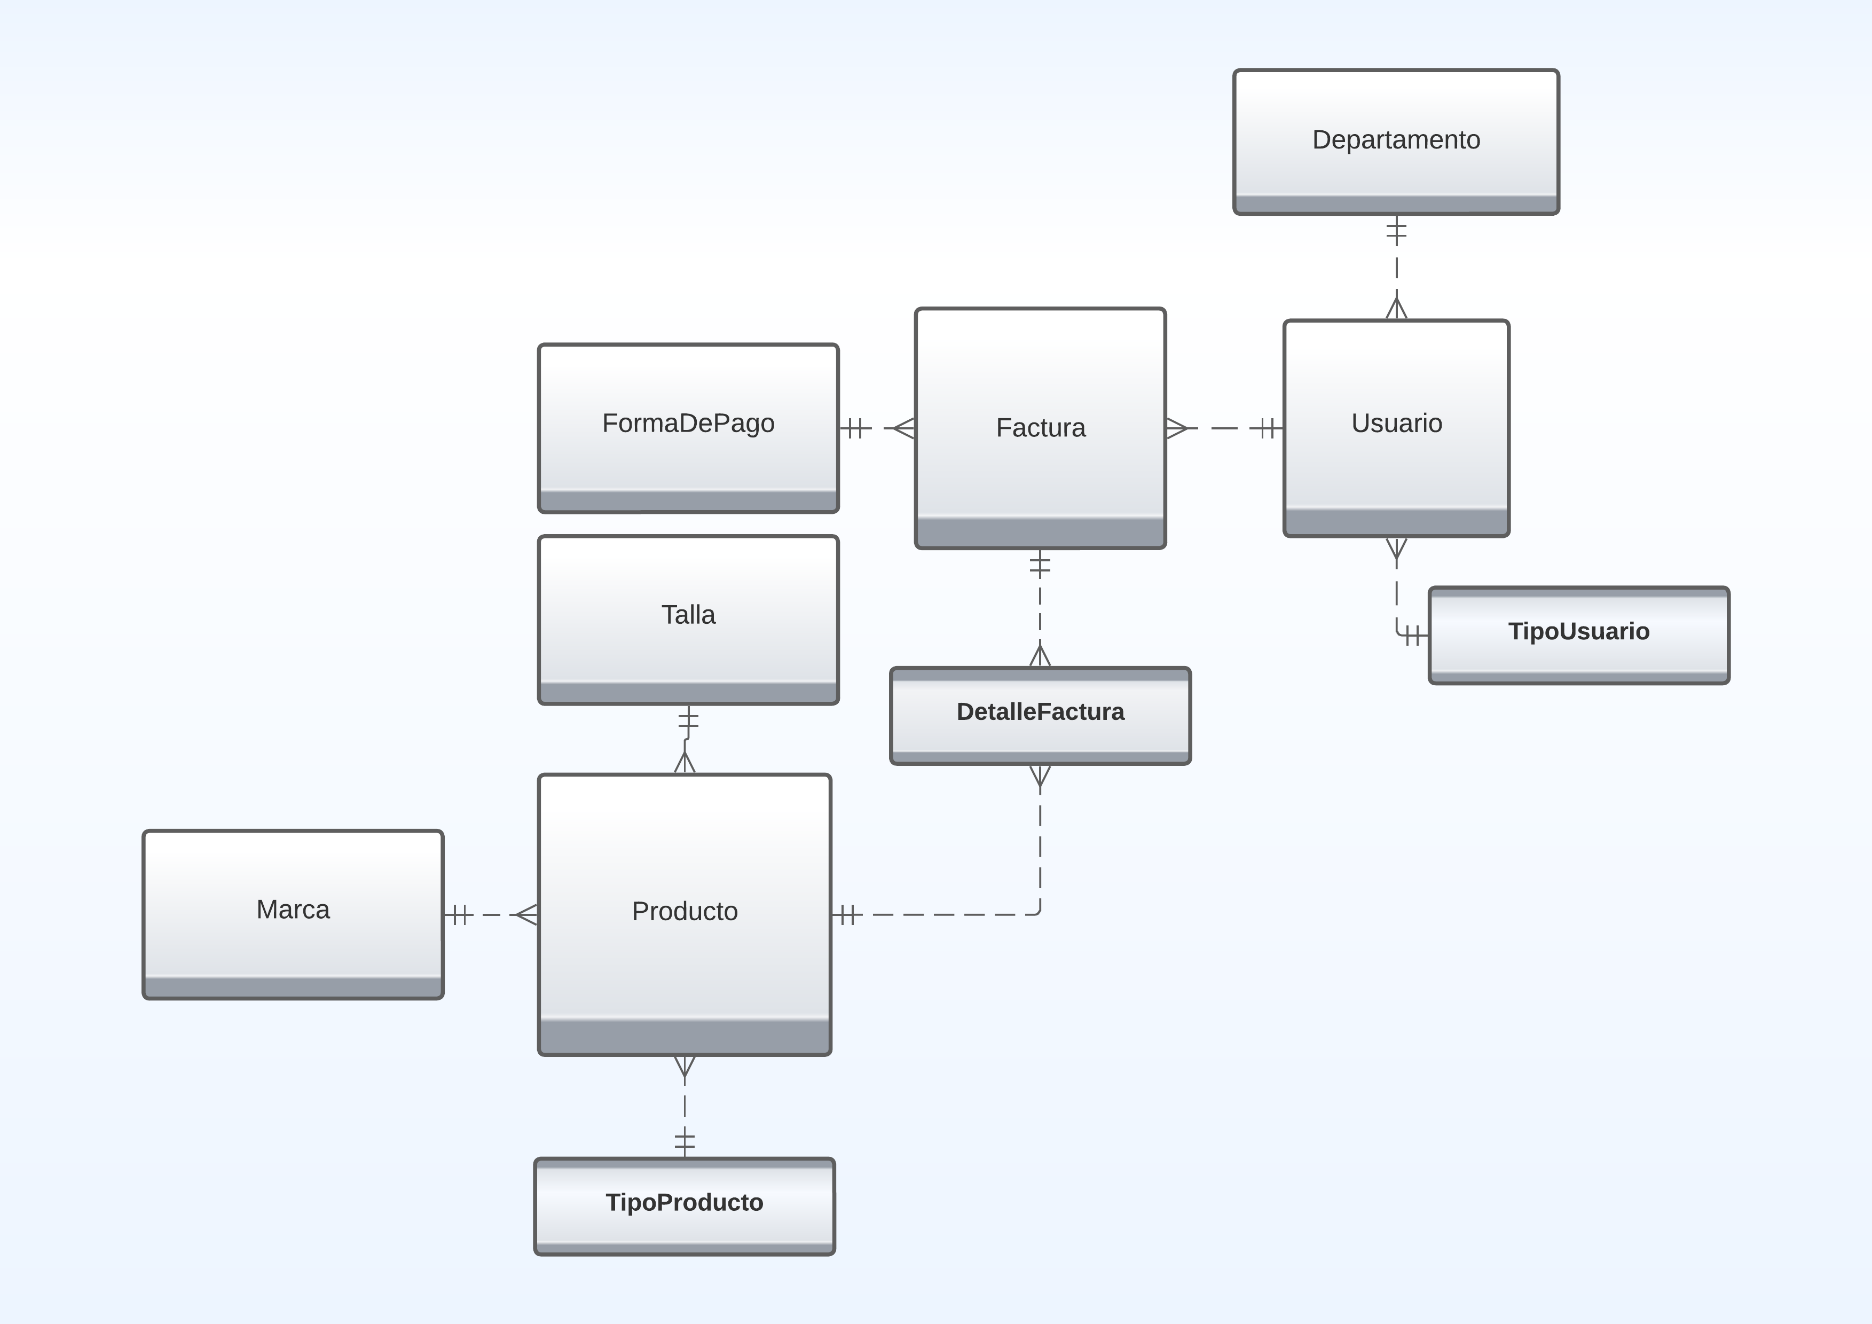 Departamento
FormaDePago
Factura
Usuario
Talla
TipoUsuario
DetalleFactura
Marca
Producto
TipoProducto